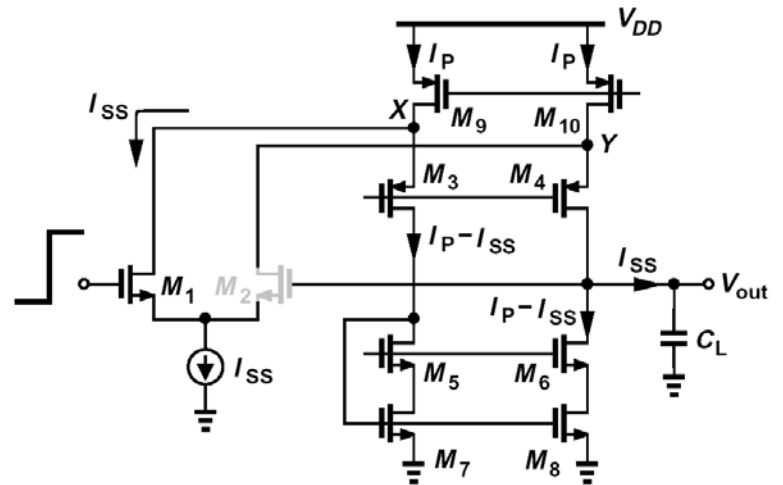 V_DD
I_P
I_P
I_SS
X
M_9
M_10
Y
M_3
M_4
I_P – I_SS
I_SS
V_out
M_1
M_2
I_P – I_SS
C_L
I_SS
M_5
M_6
M_7
M_8